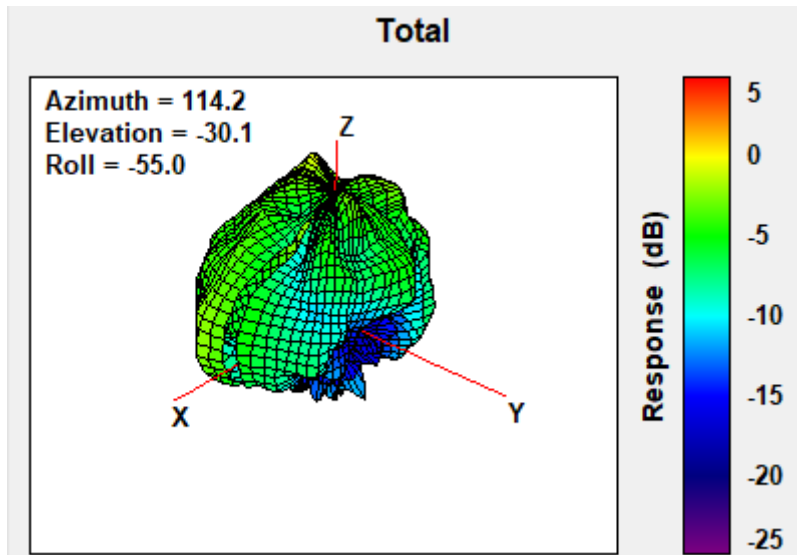 Total
Azimuth = 114.2
Elevation = -30.1
Roll = -55.0
Z
X
Y
5
0
-5
-10
-15
-20
-25
Response (dB)